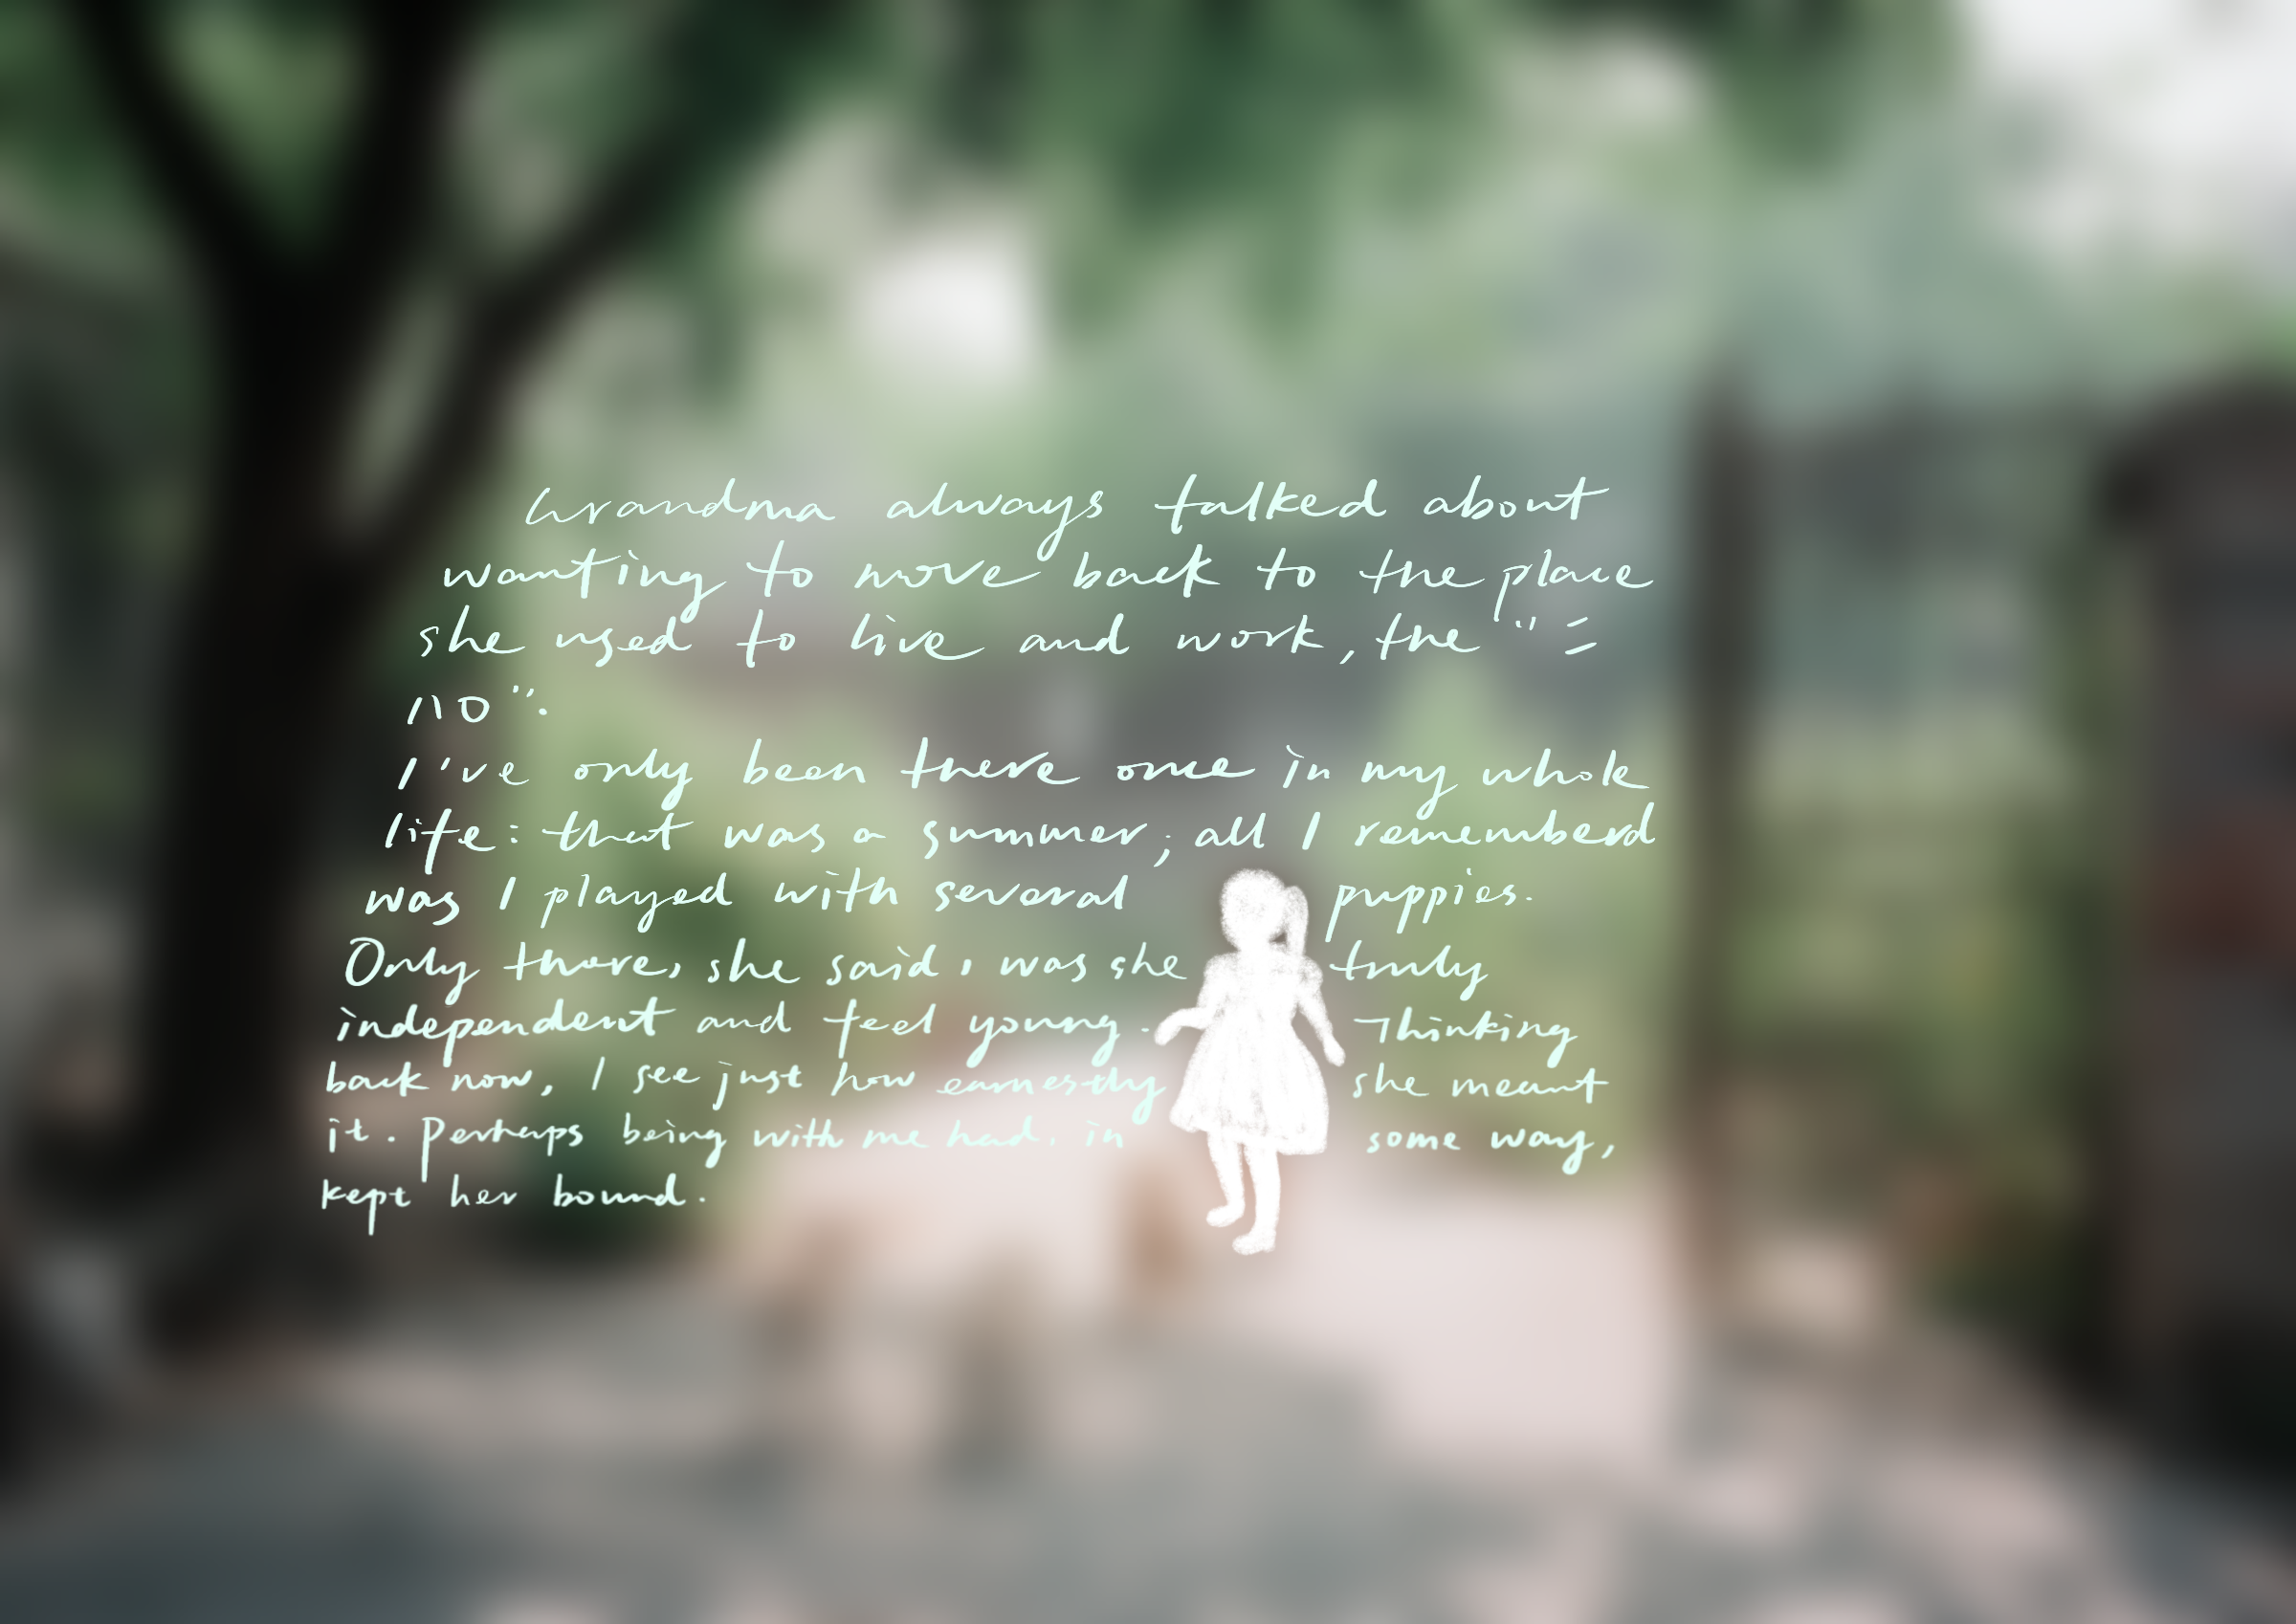 Grandma always talked about
wanting to move back to the place
she used to live and work, the "二
八〇".
I've only been there once in my whole
life: that was a summer; all I rememberd
was I played with several puppies.
Only there, she said, was she truly
independent and feel young. Thinking
back now, I see just how earnestly she meant
it. Perhaps being with me had, in some way,
kept her bound.